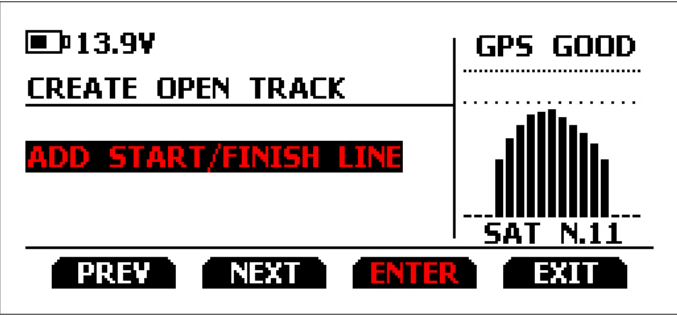 13.9V
GPS GOOD
CREATE OPEN TRACK
ADD START/FINISH LINE
SAT N.11
PREV NEXT ENTER EXIT